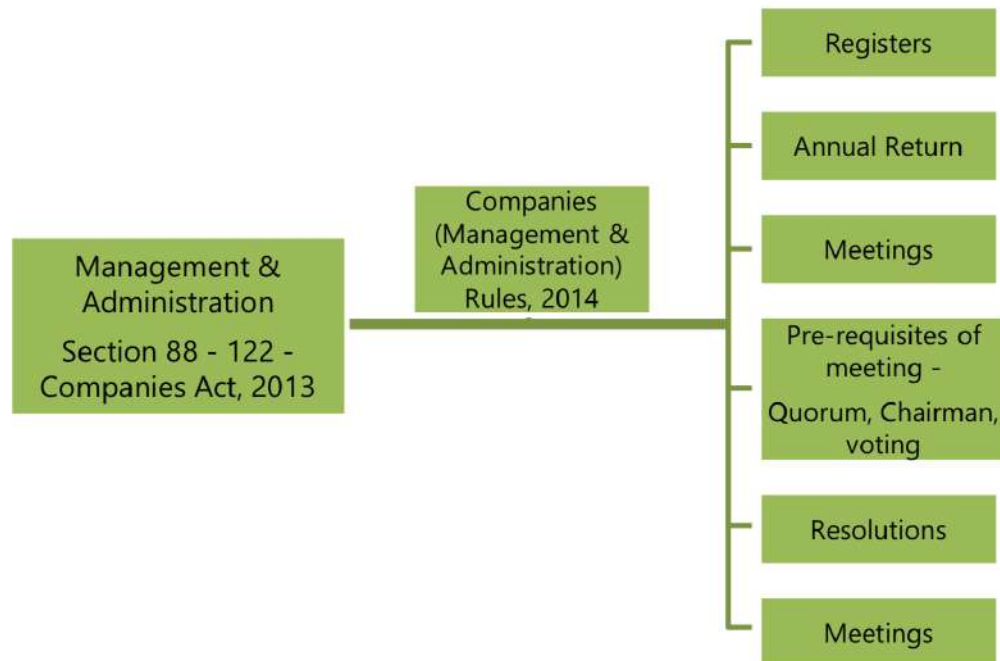 Management &
Administration
Section 88 - 122 -
Companies Act, 2013
Companies
(Management &
Administration)
Rules, 2014
Registers
Annual Return
Meetings
Pre-requisites of
meeting -
Quorum, Chairman,
voting
Resolutions
Meetings